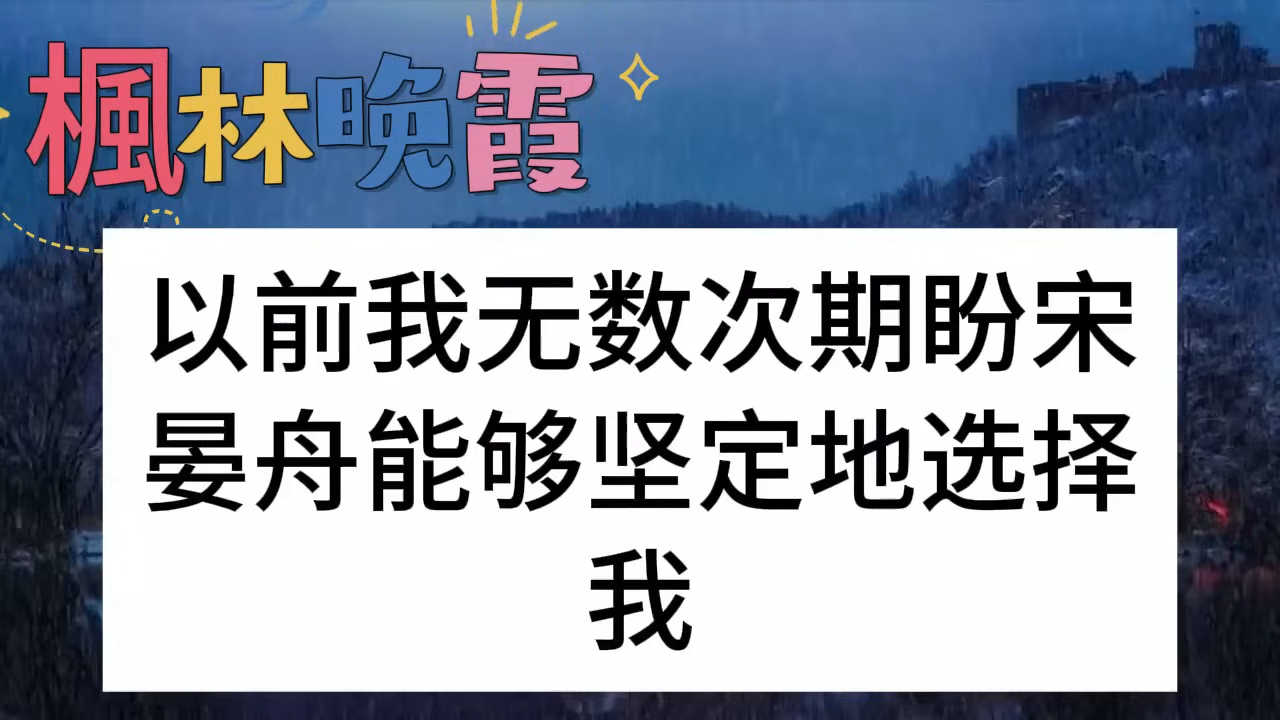 楓林晚霞
以前我无数次期盼宋
晏舟能够坚定地选择
我